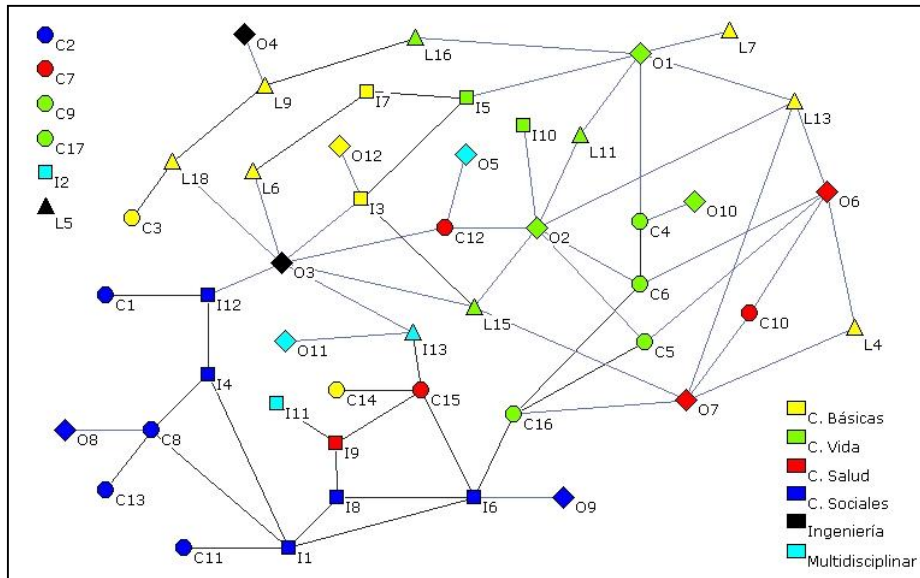 C2
C7
C9
C17
I2
L5
O4
L16
O1
L7
L9
I7
I5
I10
L11
L13
O12
O5
L18
L6
I3
O6
C3
C12
O2
C4
O10
O3
C6
C1
I12
L15
C10
L4
O11
I13
C5
I4
C14
C15
I11
C16
O7
O8
C8
I9
C13
I8
I6
O9
C11
I1
C. Básicas
C. Vida
C. Salud
C. Sociales
Ingeniería
Multidisciplinar